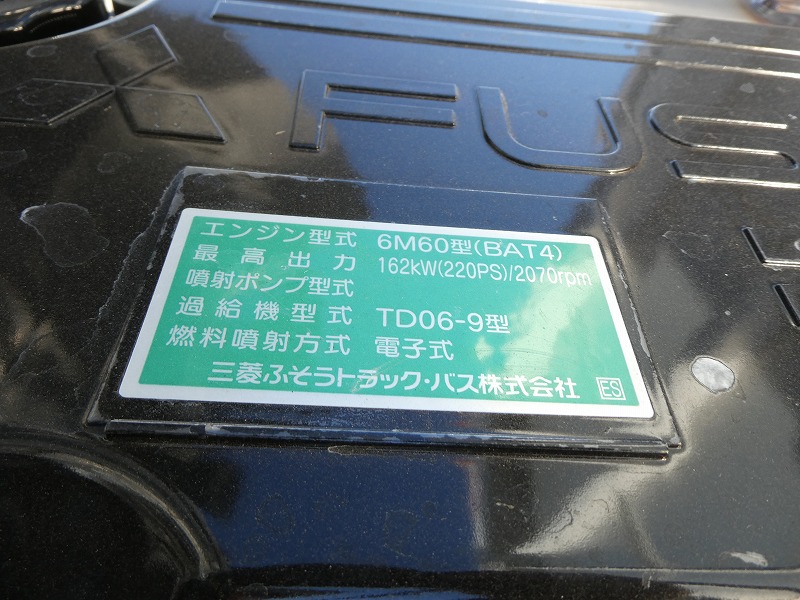 FUS
エンジン型式 6M60型(BAT4)
最高出力 162kW(220PS)/2070rpm
噴射ポンプ型式
過給機型式 TD06-9型
燃料噴射方式 電子式
三菱ふそうトラック・バス株式会社 ES